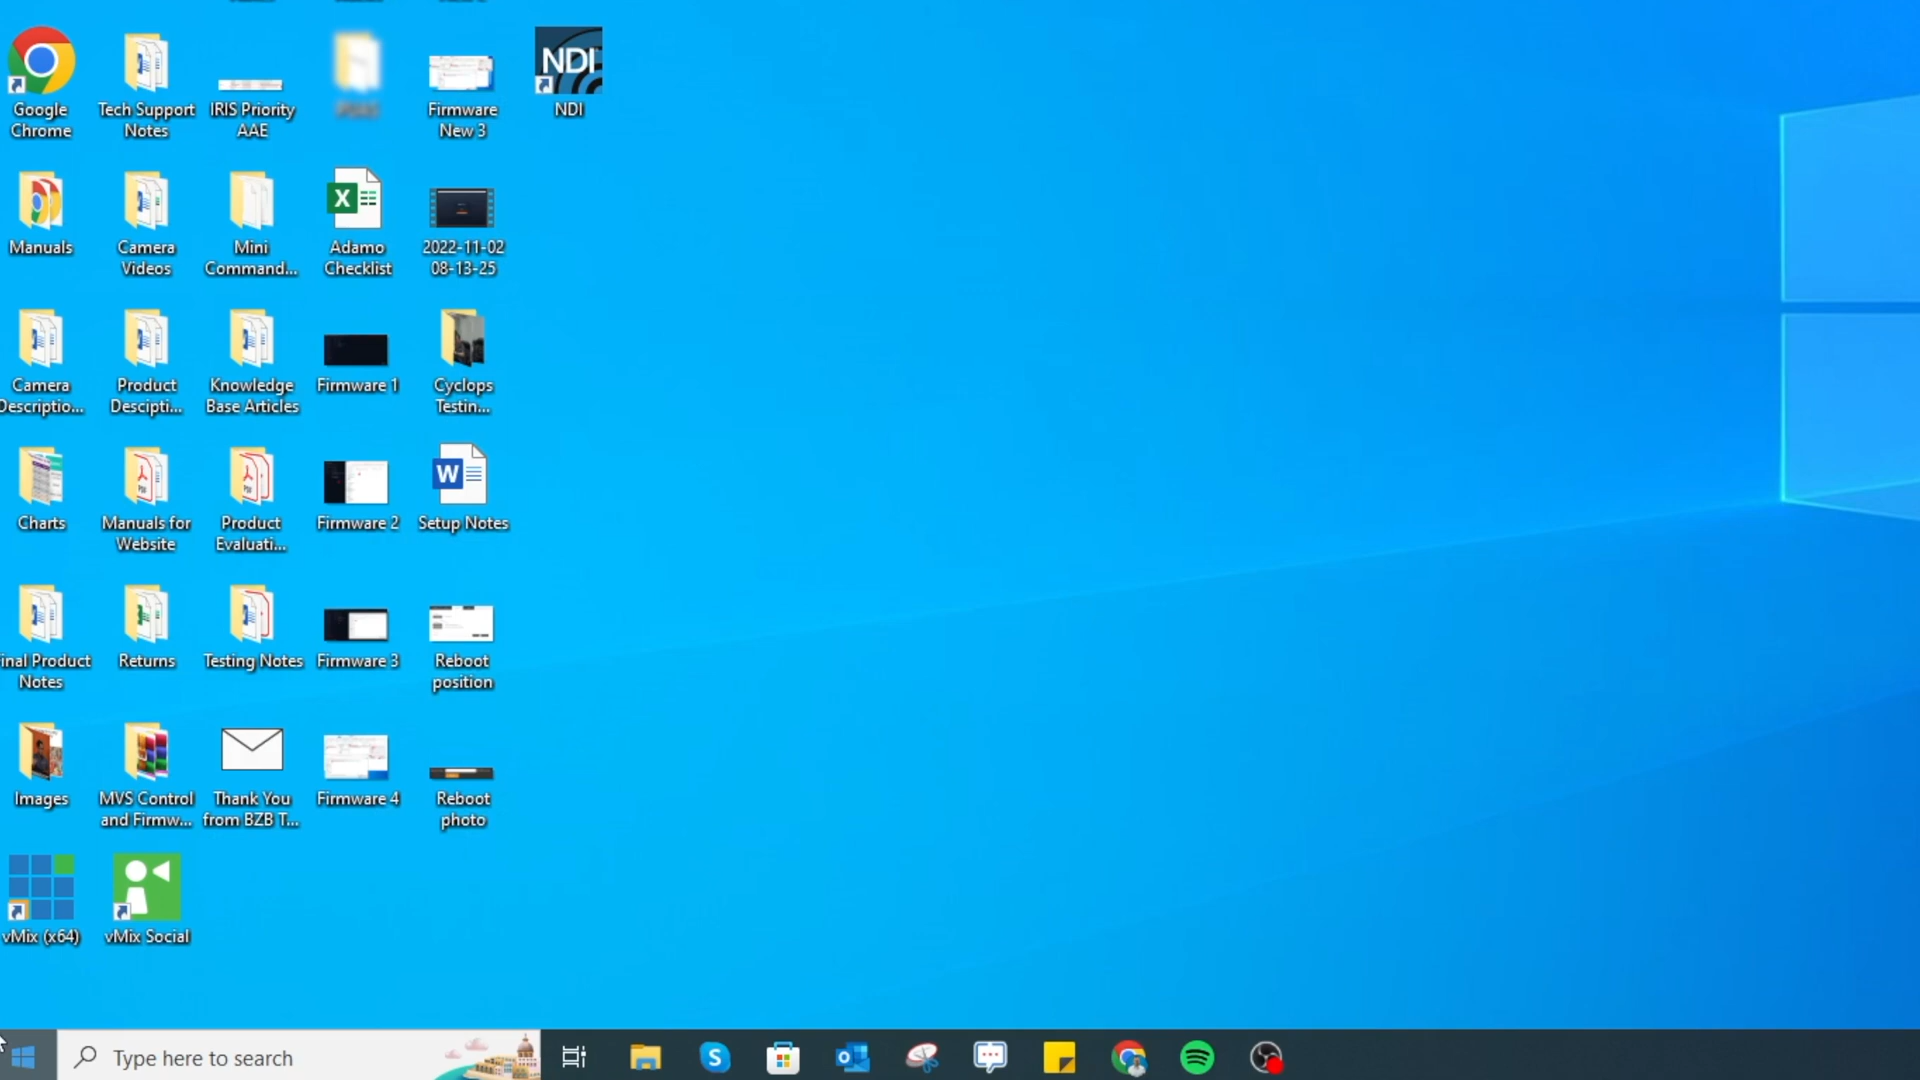 NDI
Google
Chrome
Tech Support
Notes
IRIS Priority
AAE
Firmware
New 3
NDI
Manuals
Camera
Videos
Mini
Command...
Adamo
Checklist
2022-11-02
08-13-25
Camera
Descriptio...
Product
Descipti...
Knowledge
Base Articles
Firmware 1
Cyclops
Testin...
Charts
Manuals for
Website
Product
Evaluati...
Firmware 2
Setup Notes
inal Product
Notes
Returns
Testing Notes
Firmware 3
Reboot
position
Images
MVS Control
and Firmw...
Thank You
from BZB T...
Firmware 4
Reboot
photo
vMix (x64)
vMix Social
Type here to search